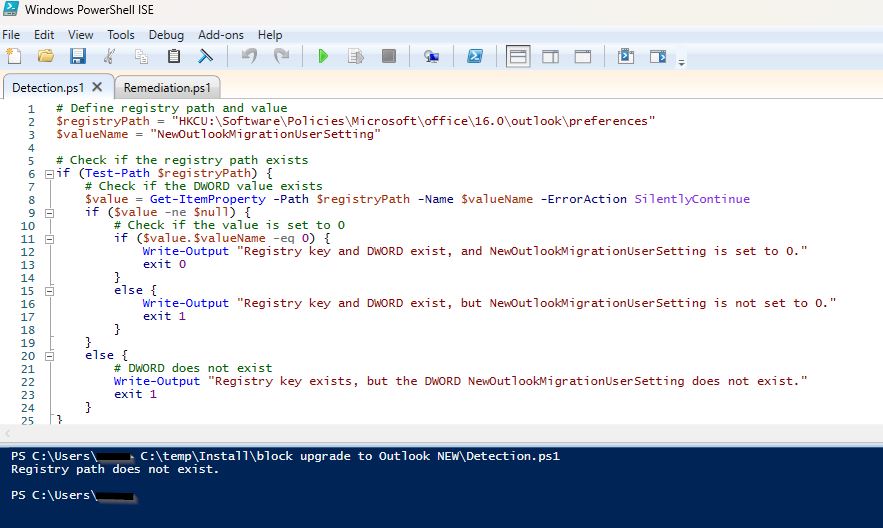 Windows PowerShell ISE
File Edit View Tools Debug Add-ons Help
Detection.ps1 X Remediation.ps1
1 # Define registry path and value
2 $registryPath = "HKCU:\Software\Policies\Microsoft\office\16.0\outlook\preferences"
3 $valueName = "NewOutlookMigrationUserSetting"
4
5 # Check if the registry path exists
6 if (Test-Path $registryPath) {
7 # Check if the DWORD value exists
8 $value = Get-ItemProperty -Path $registryPath -Name $valueName -ErrorAction SilentlyContinue
9 if ($value -ne $null) {
10 # Check if the value is set to 0
11 if ($value.$valueName -eq 0) {
12 Write-Output "Registry key and DWORD exist, and NewOutlookMigrationUserSetting is set to 0."
13 exit 0
14 }
15 else {
16 Write-Output "Registry key and DWORD exist, but NewOutlookMigrationUserSetting is not set to 0."
17 exit 1
18 }
19 }
20 else {
21 # DWORD does not exist
22 Write-Output "Registry key exists, but the DWORD NewOutlookMigrationUserSetting does not exist."
23 exit 1
24 }
25 }
PS C:\Users\ C:\temp\Install\block upgrade to Outlook NEW\Detection.ps1
Registry path does not exist.
PS C:\Users\